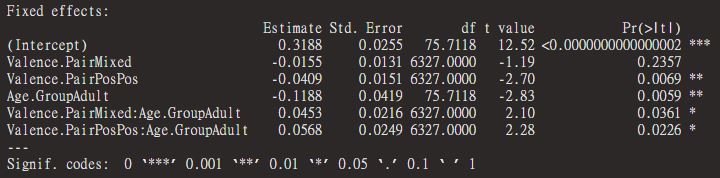 Fixed effects:
Estimate Std. Error df t value Pr(>|t|)
(Intercept) 0.3188 0.0255 75.7118 12.52 <0.0000000000000002 ***
Valence.PairMixed -0.0155 0.0131 6327.0000 -1.19 0.2357
Valence.PairPosPos -0.0409 0.0151 6327.0000 -2.70 0.0069 **
Age.GroupAdult -0.1188 0.0419 75.7118 -2.83 0.0059 **
Valence.PairMixed:Age.GroupAdult 0.0453 0.0216 6327.0000 2.10 0.0361 *
Valence.PairPosPos:Age.GroupAdult 0.0568 0.0249 6327.0000 2.28 0.0226 *
---
Signif. codes: 0 ‘***’ 0.001 ‘**’ 0.01 ‘*’ 0.05 ‘.’ 0.1 ‘ ’ 1